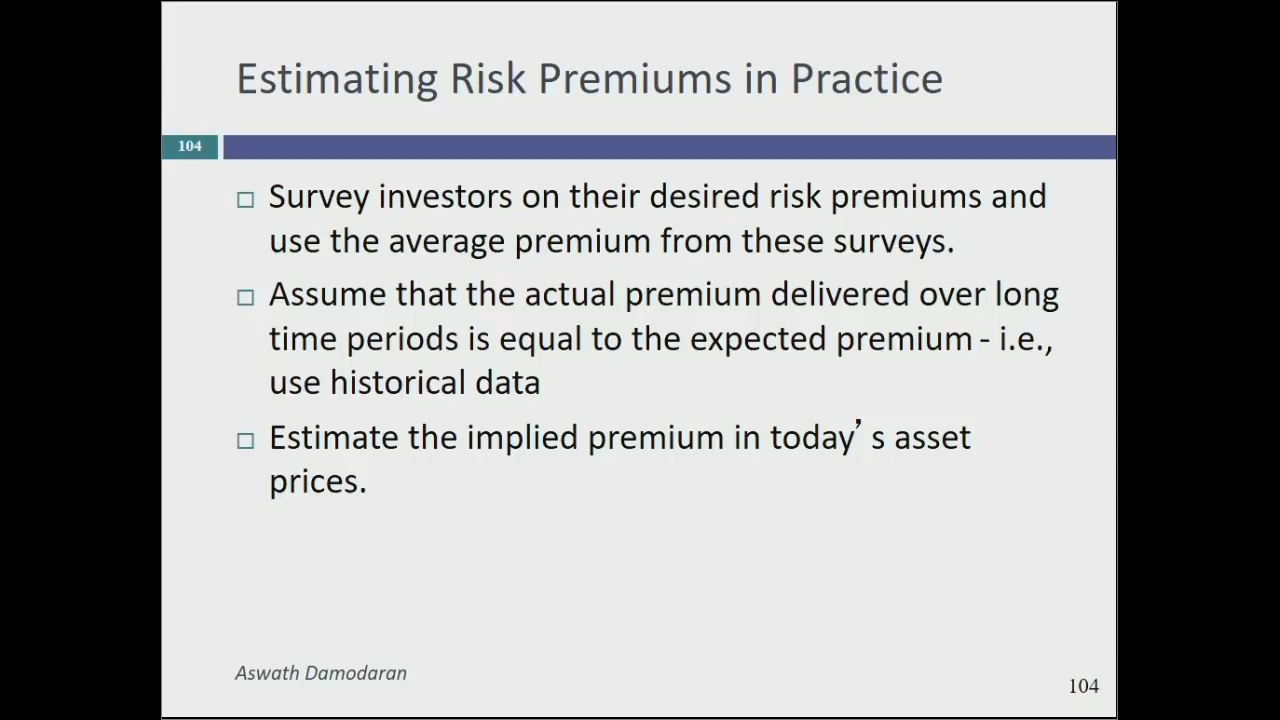 Estimating Risk Premiums in Practice
104
□ Survey investors on their desired risk premiums and
use the average premium from these surveys.
□ Assume that the actual premium delivered over long
time periods is equal to the expected premium - i.e.,
use historical data
□ Estimate the implied premium in today’ s asset
prices.
Aswath Damodaran
104